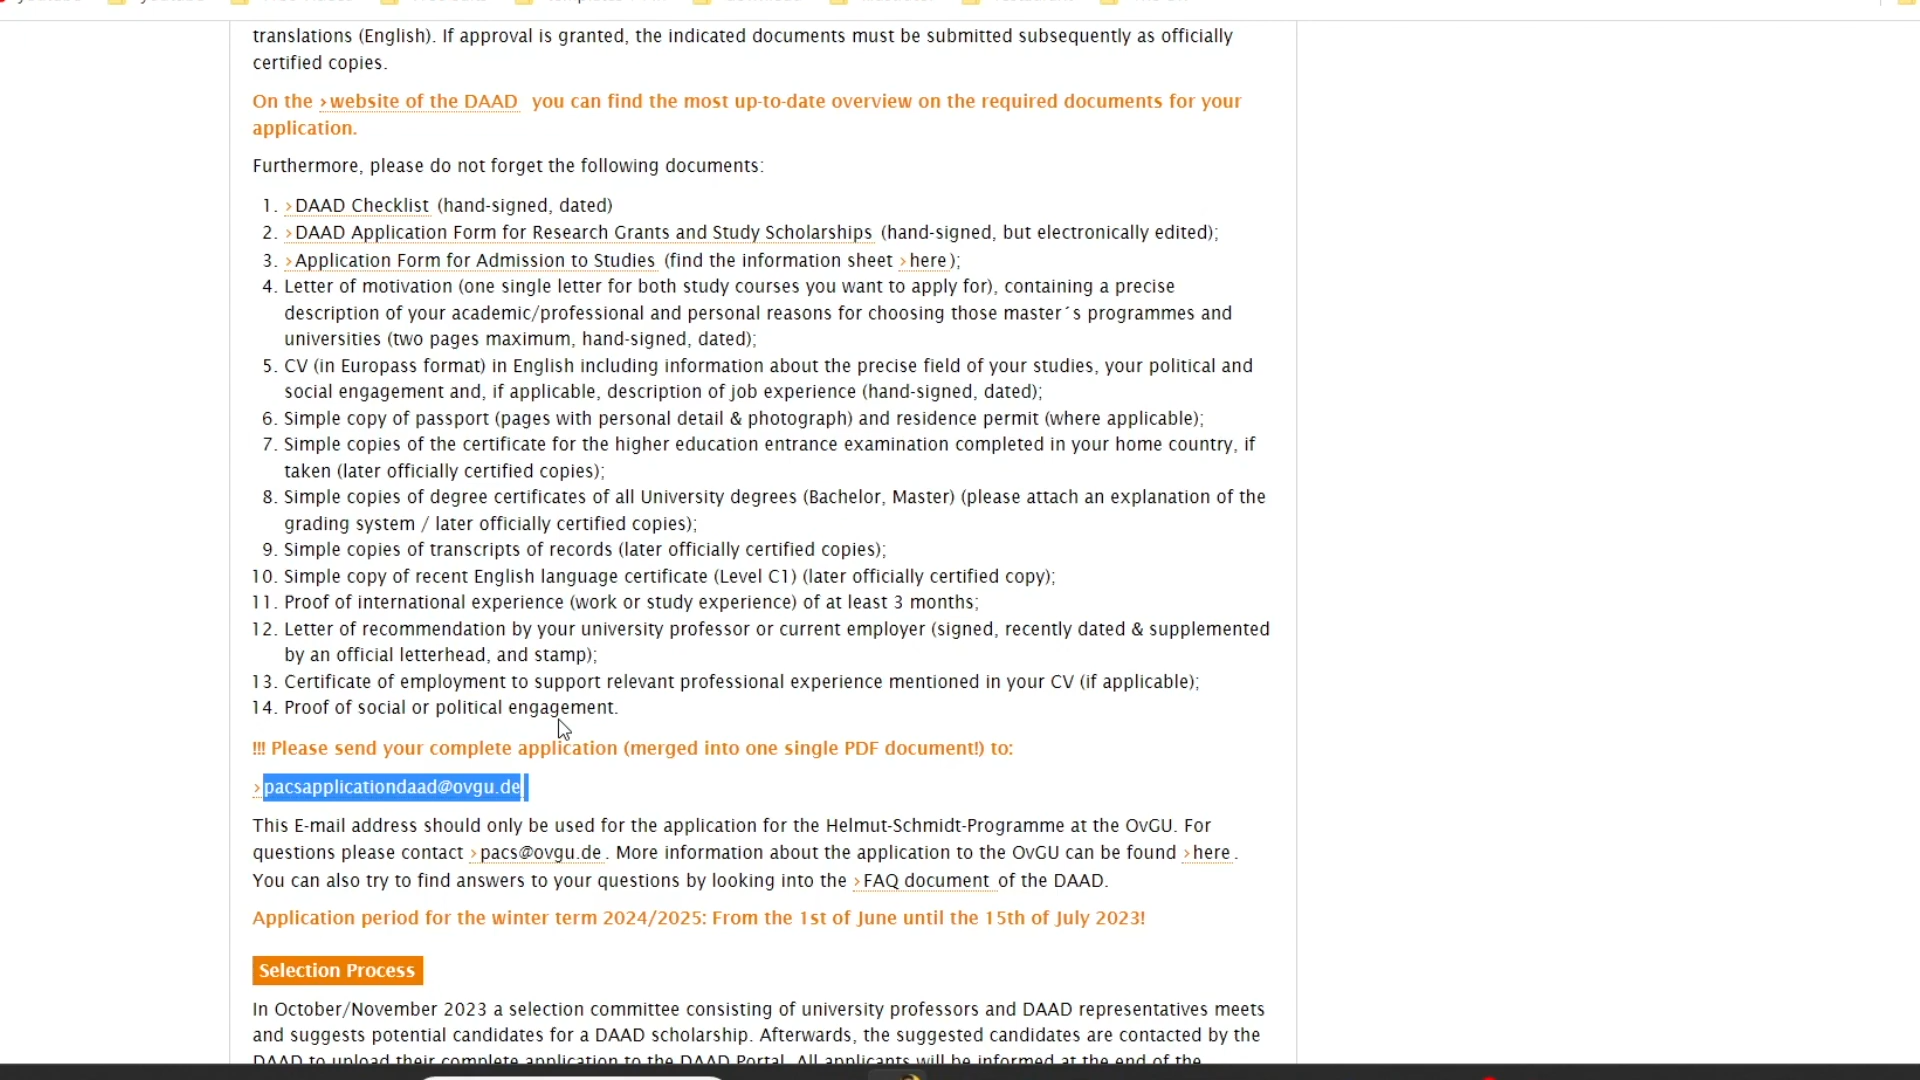 translations (English). If approval is granted, the indicated documents must be submitted subsequently as officially
certified copies.
On the ›website of the DAAD you can find the most up-to-date overview on the required documents for your
application.
Furthermore, please do not forget the following documents:
1. ›DAAD Checklist (hand-signed, dated)
2. ›DAAD Application Form for Research Grants and Study Scholarships (hand-signed, but electronically edited);
3. ›Application Form for Admission to Studies (find the information sheet ›here);
4. Letter of motivation (one single letter for both study courses you want to apply for), containing a precise
description of your academic/professional and personal reasons for choosing those master´s programmes and
universities (two pages maximum, hand-signed, dated);
5. CV (in Europass format) in English including information about the precise field of your studies, your political and
social engagement and, if applicable, description of job experience (hand-signed, dated);
6. Simple copy of passport (pages with personal detail & photograph) and residence permit (where applicable);
7. Simple copies of the certificate for the higher education entrance examination completed in your home country, if
taken (later officially certified copies);
8. Simple copies of degree certificates of all University degrees (Bachelor, Master) (please attach an explanation of the
grading system / later officially certified copies);
9. Simple copies of transcripts of records (later officially certified copies);
10. Simple copy of recent English language certificate (Level C1) (later officially certified copy);
11. Proof of international experience (work or study experience) of at least 3 months;
12. Letter of recommendation by your university professor or current employer (signed, recently dated & supplemented
by an official letterhead, and stamp);
13. Certificate of employment to support relevant professional experience mentioned in your CV (if applicable);
14. Proof of social or political engagement.
!!! Please send your complete application (merged into one single PDF document!) to:
›pacsapplicationdaad@ovgu.de
This E-mail address should only be used for the application for the Helmut-Schmidt-Programme at the OvGU. For
questions please contact ›pacs@ovgu.de. More information about the application to the OvGU can be found ›here.
You can also try to find answers to your questions by looking into the ›FAQ document of the DAAD.
Application period for the winter term 2024/2025: From the 1st of June until the 15th of July 2023!
Selection Process
In October/November 2023 a selection committee consisting of university professors and DAAD representatives meets
and suggests potential candidates for a DAAD scholarship. Afterwards, the suggested candidates are contacted by the
DAAD to upload their complete application to the DAAD Portal. All applicants will be informed at the end of the